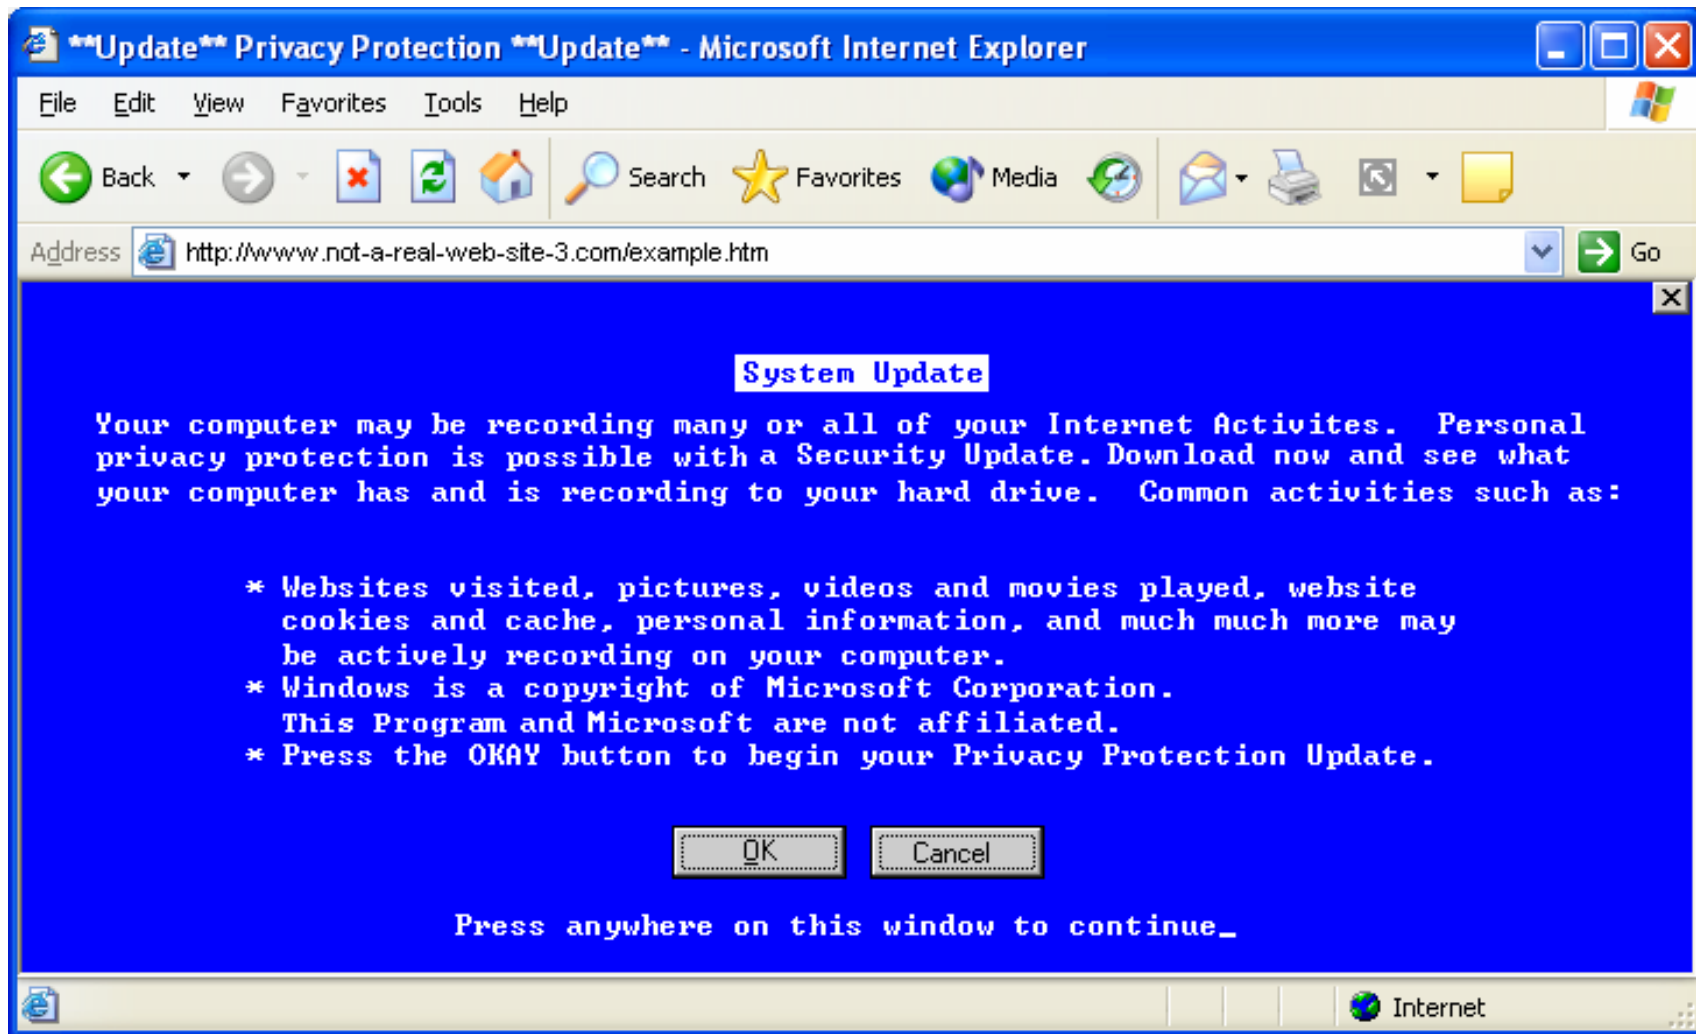 **Update** Privacy Protection **Update** - Microsoft Internet Explorer
File Edit View Favorites Tools Help
Back Search Favorites Media
Address http://www.not-a-real-web-site-3.com/example.htm Go
System Update
Your computer may be recording many or all of your Internet Activites. Personal
privacy protection is possible with a Security Update. Download now and see what
your computer has and is recording to your hard drive. Common activities such as:
* Websites visited, pictures, videos and movies played, website
cookies and cache, personal information, and much much more may
be actively recording on your computer.
* Windows is a copyright of Microsoft Corporation.
This Program and Microsoft are not affiliated.
* Press the OKAY button to begin your Privacy Protection Update.
OK Cancel
Press anywhere on this window to continue_
Internet